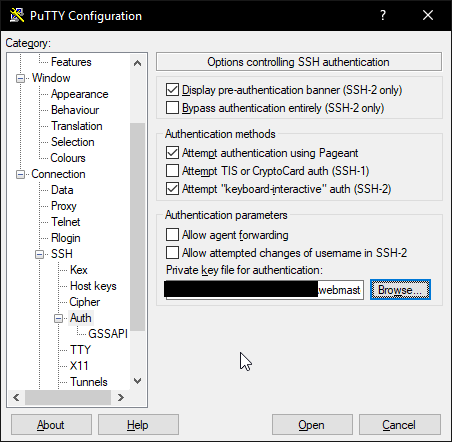 PuTTY Configuration
?
Category:
Features
Window
Appearance
Behaviour
Translation
Selection
Colours
Connection
Data
Proxy
Telnet
Rlogin
SSH
Kex
Host keys
Cipher
Auth
GSSAPI
TTY
X11
Tunnels
Options controlling SSH authentication
Display pre-authentication banner (SSH-2 only)
Bypass authentication entirely (SSH-2 only)
Authentication methods
Attempt authentication using Pageant
Attempt TIS or CryptoCard auth (SSH-1)
Attempt "keyboard-interactive" auth (SSH-2)
Authentication parameters
Allow agent forwarding
Allow attempted changes of username in SSH-2
Private key file for authentication:
.webmast
Browse...
About
Help
Open
Cancel